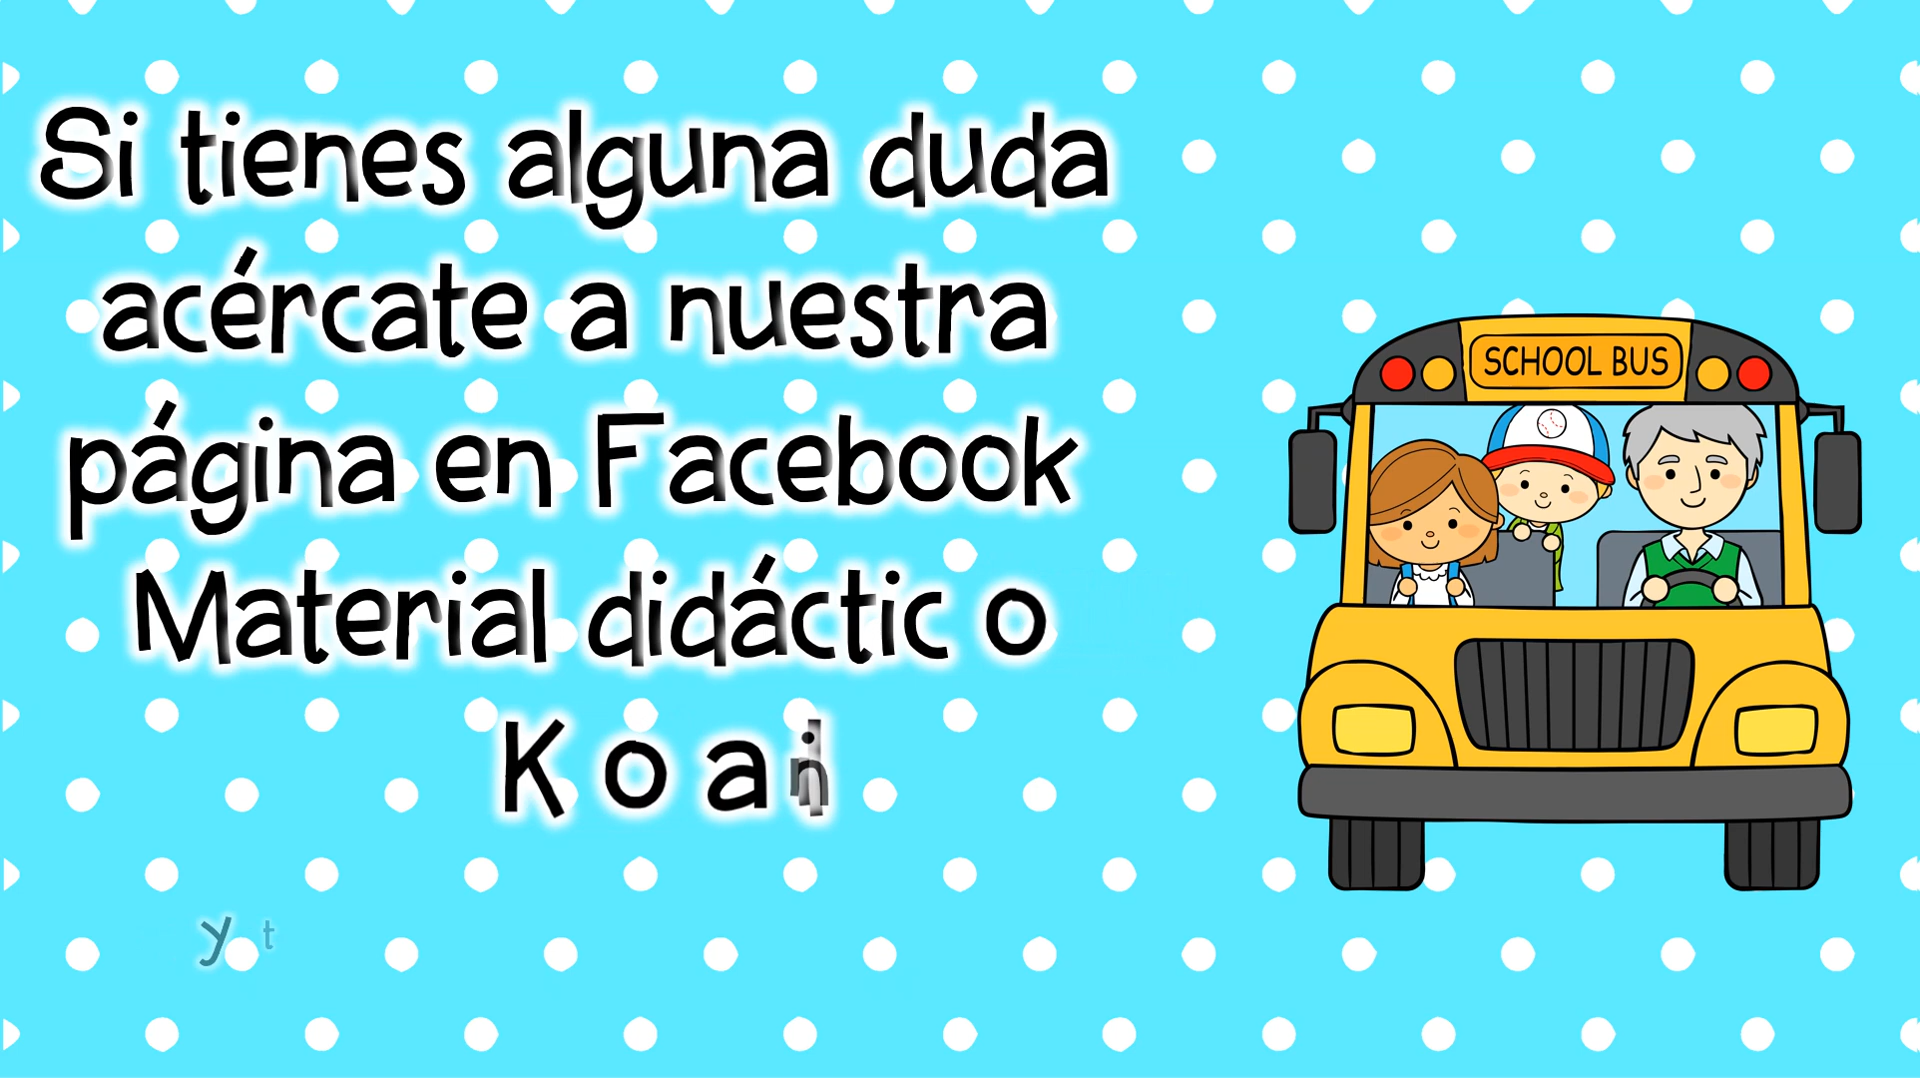 Si tienes alguna duda
acércate a nuestra
página en Facebook
Material didáctic o
K o a
y t
SCHOOL BUS